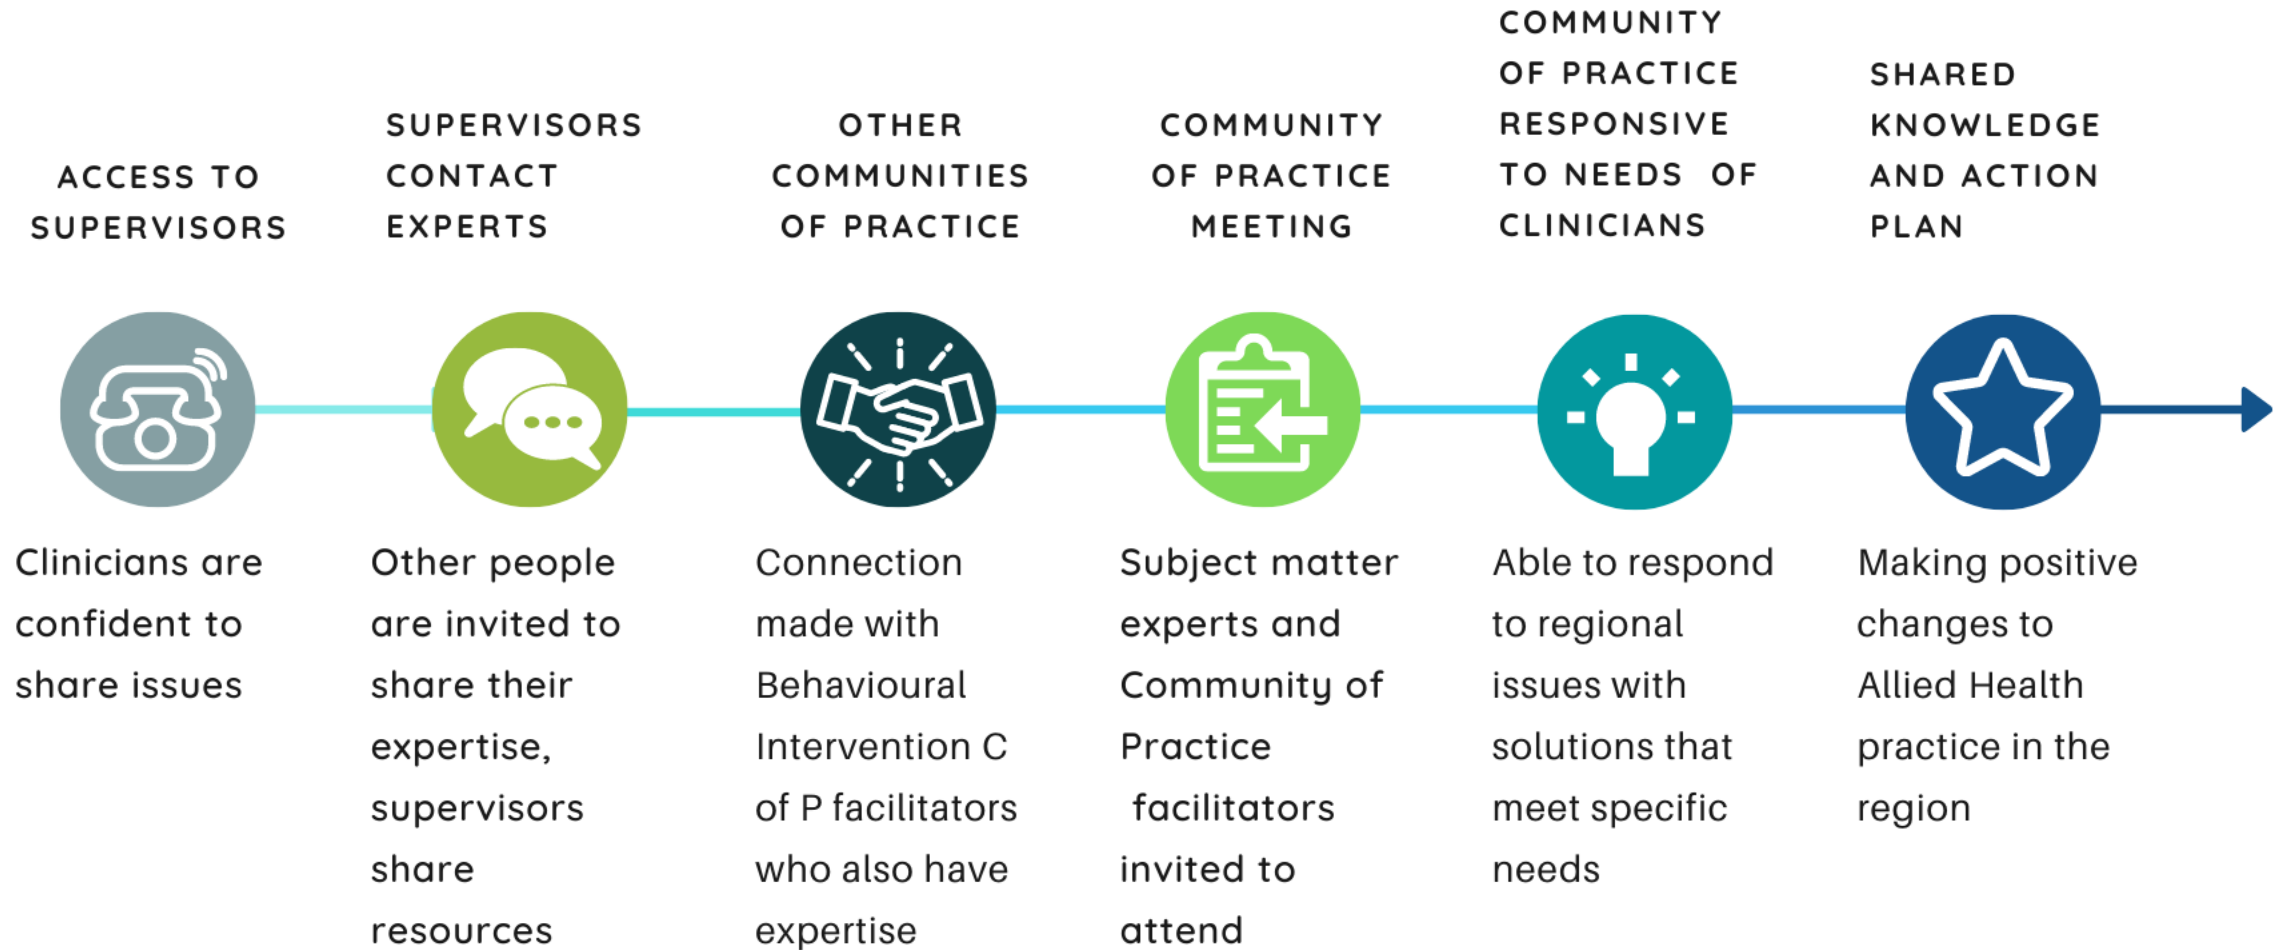 ACCESS TO
SUPERVISORS
SUPERVISORS
CONTACT
EXPERTS
OTHER
COMMUNITIES
OF PRACTICE
COMMUNITY
OF PRACTICE
MEETING
COMMUNITY
OF PRACTICE
RESPONSIVE
TO NEEDS OF
CLINICIANS
SHARED
KNOWLEDGE
AND ACTION
PLAN
Clinicians are
confident to
share issues
Other people
are invited to
share their
expertise,
supervisors
share
resources
Connection
made with
Behavioural
Intervention C
of P facilitators
who also have
expertise
Subject matter
experts and
Community of
Practice
facilitators
invited to
attend
Able to respond
to regional
issues with
solutions that
meet specific
needs
Making positive
changes to
Allied Health
practice in the
region